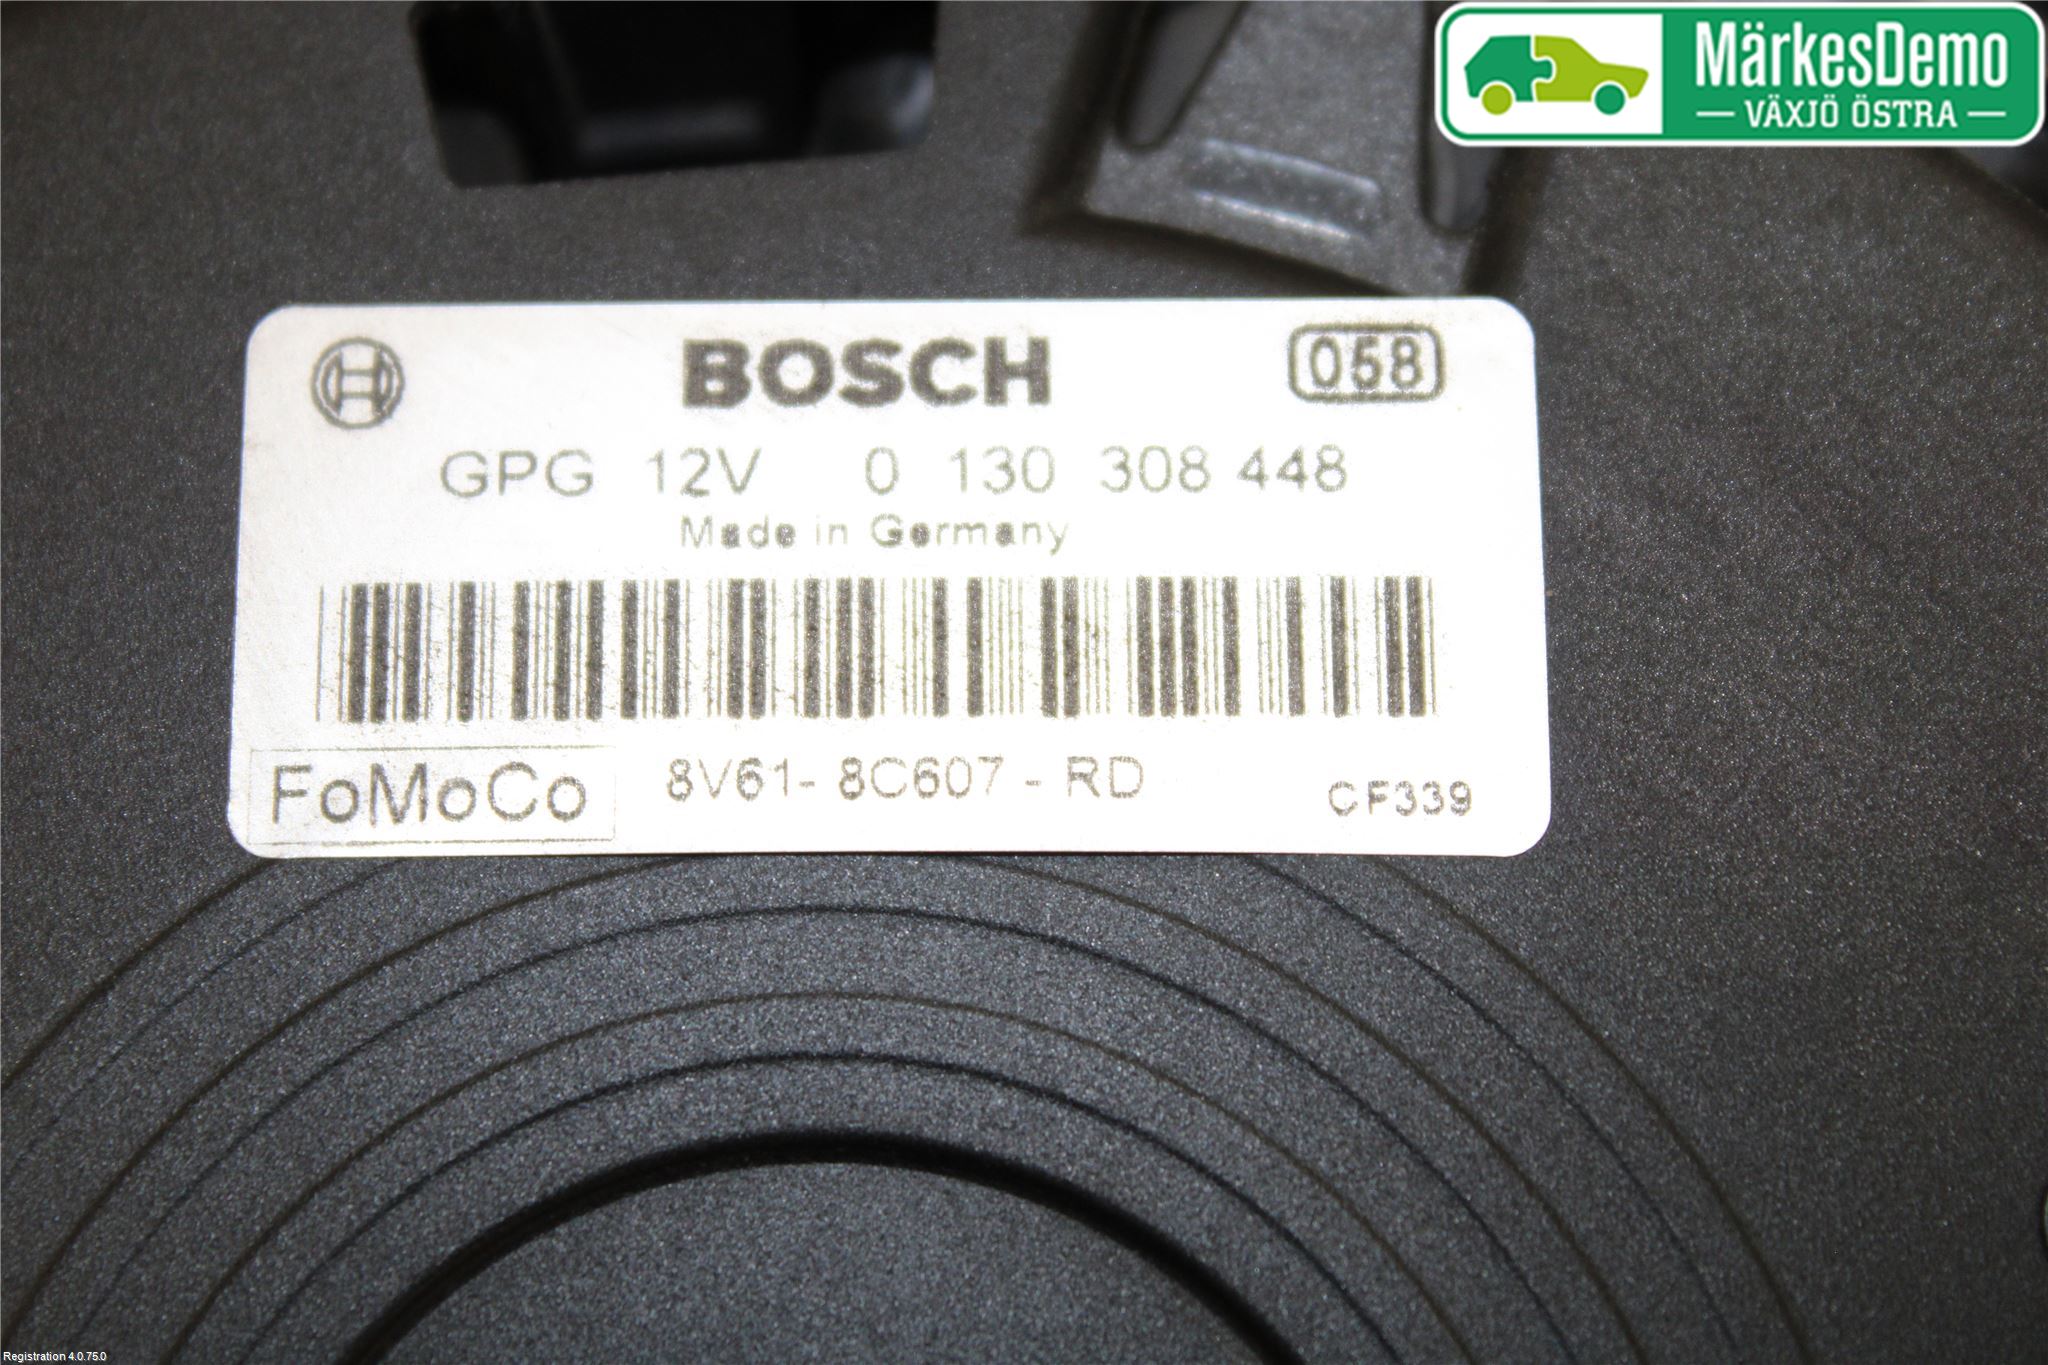 MärkesDemo
VÄXJÖ ÖSTRA
BOSCH
058
GPG 12V 0 130 308 448
Made in Germany
FoMoCo
8V61- 8C607 - RD
CF339
Registration 4.0.75.0